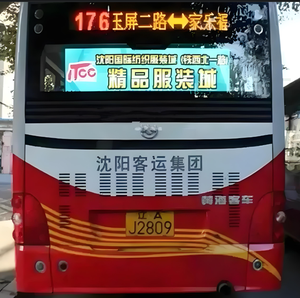 176 玉屏二路⬌家乐福
沈阳国际纺织服装城(钱西北一路)
ITCC 精品服装城
沈阳客运集团
黄海客车
辽A
J2809